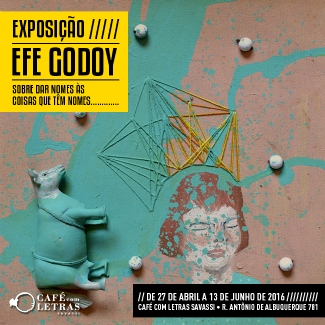 EXPOSIÇÃO /////
EFE GODOY
SOBRE DAR NOMES ÀS
COISAS QUE TÊM NOMES.............
CAFÉ com
LETRAS
SAVASSI
// DE 27 DE ABRIL A 13 DE JUNHO DE 2016 //////////
CAFÉ COM LETRAS SAVASSI • R. ANTÔNIO DE ALBUQUERQUE 781